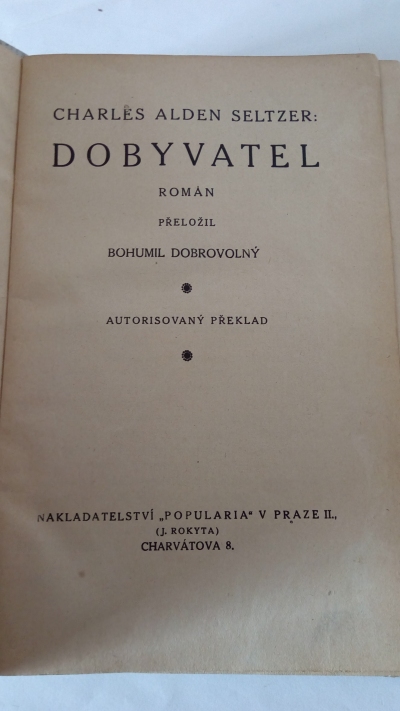 CHARLES ALDEN SELTZER:
DOBYVATEL
ROMÁN
PŘELOŽIL
BOHUMIL DOBROVOLNÝ
AUTORISOVANÝ PŘEKLAD
NAKLADATELSTVÍ „POPULARIA“ V PRAZE II.,
(J. ROKYTA)
CHARVÁTOVA 8.